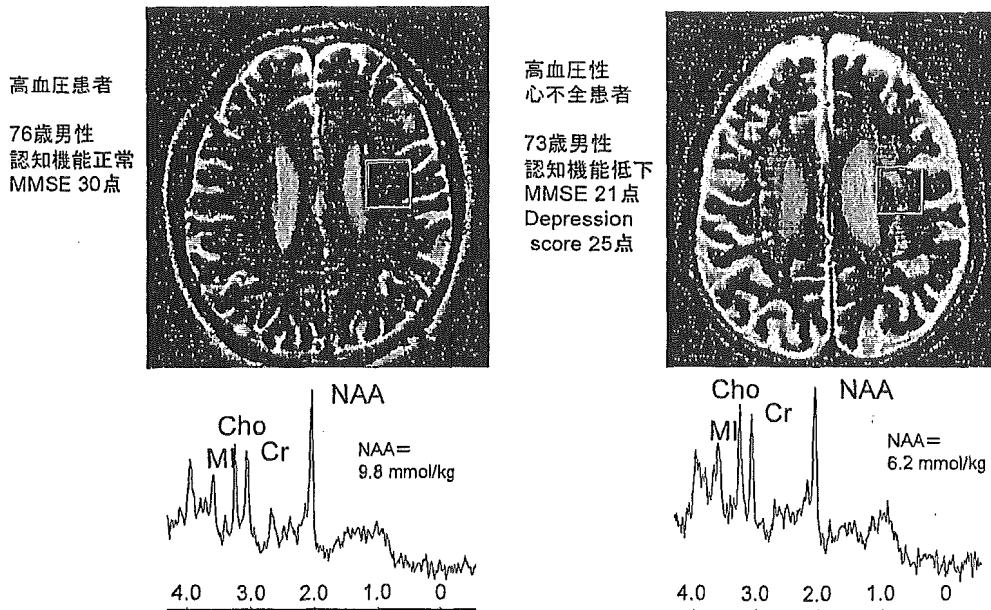 高血圧患者
76歳男性
認知機能正常
MMSE 30点
NAA
Cho
Cr
MI
NAA＝
9.8 mmol/kg
4.0 3.0 2.0 1.0 0
高血圧性
心不全患者
73歳男性
認知機能低下
MMSE 21点
Depression
score 25点
Cho
NAA
Cr
MI
NAA＝
6.2 mmol/kg
4.0 3.0 2.0 1.0 0